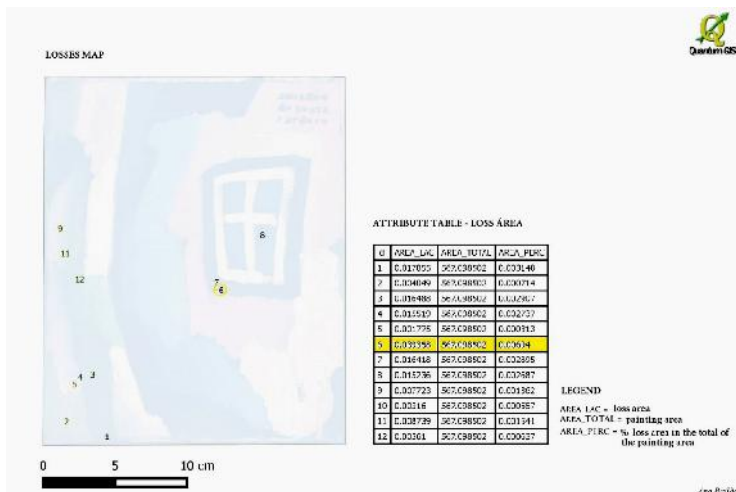 Quantum GIS
LOSSES MAP
9
8
11
12
7
6
4 3
5
2
1
0 5 10 cm
ATTRIBUTE TABLE - LOSS ÁREA
id AREA_LAC AREA_TOTAL AREA_PERC
1 0.017855 567.098502 0.003148
2 0.004049 567.098502 0.000714
3 0.016488 567.098502 0.002907
4 0.015519 567.098502 0.002737
5 0.001775 567.098502 0.000313
6 0.039358 567.098502 0.00694
7 0.016418 567.098502 0.002895
8 0.015236 567.098502 0.002687
9 0.007723 567.098502 0.001362
10 0.00316 567.098502 0.000557
11 0.008739 567.098502 0.001541
12 0.00361 567.098502 0.000637
LEGEND
AREA_LAC = loss area
AREA_TOTAL = painting area
AREA_PERC = % loss area in the total of
the painting area